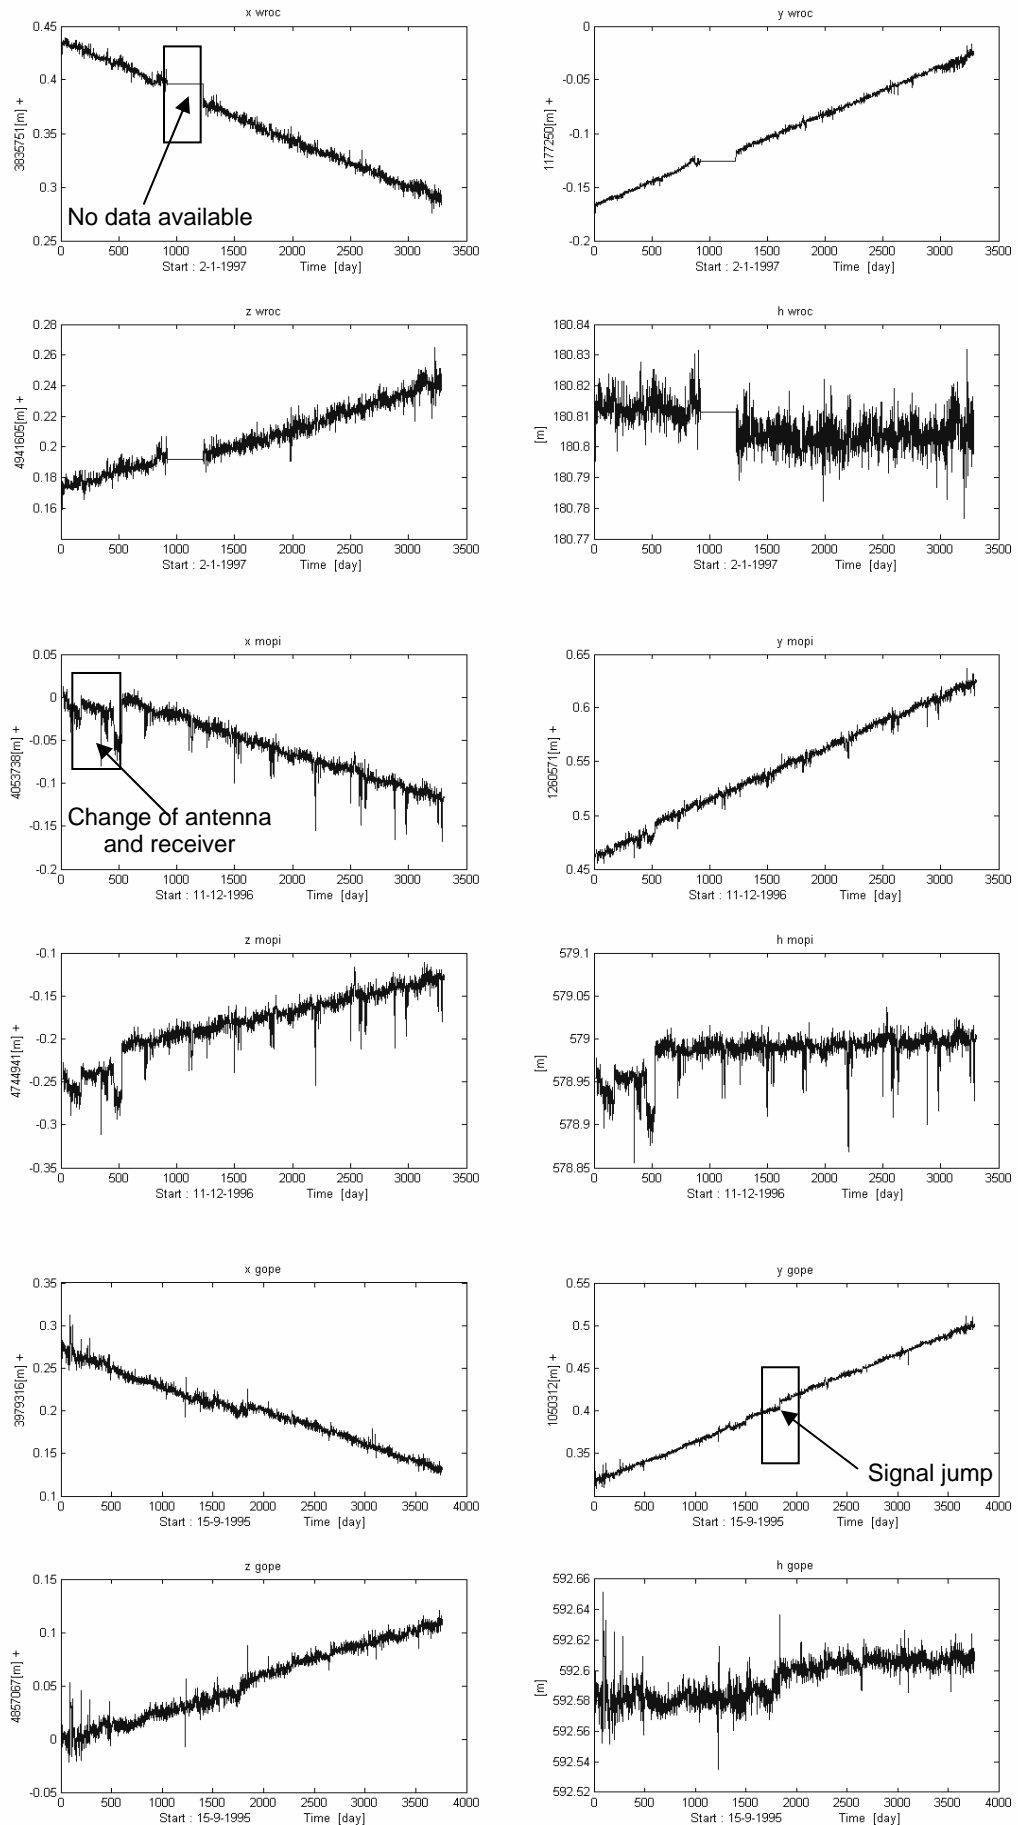 x wroc
0.45
0.4
0.35
0.3
0.25
3835751[m] +
No data available
0 500 1000 1500 2000 2500 3000 3500
Start : 2-1-1997 Time [day]
y wroc
0
-0.05
-0.1
-0.15
-0.2
1177250[m] +
0 500 1000 1500 2000 2500 3000 3500
Start : 2-1-1997 Time [day]
z wroc
0.28
0.26
0.24
0.22
0.2
0.18
0.16
4941605[m] +
0 500 1000 1500 2000 2500 3000 3500
Start : 2-1-1997 Time [day]
h wroc
180.84
180.83
180.82
180.81
180.8
180.79
180.78
180.77
[m]
0 500 1000 1500 2000 2500 3000 3500
Start : 2-1-1997 Time [day]
x mopi
0.05
0
-0.05
-0.1
-0.15
-0.2
4053738[m] +
Change of antenna
and receiver
0 500 1000 1500 2000 2500 3000 3500
Start : 11-12-1996 Time [day]
y mopi
0.65
0.6
0.55
0.5
0.45
1260571[m] +
0 500 1000 1500 2000 2500 3000 3500
Start : 11-12-1996 Time [day]
z mopi
-0.1
-0.15
-0.2
-0.25
-0.3
-0.35
4744941[m] +
0 500 1000 1500 2000 2500 3000 3500
Start : 11-12-1996 Time [day]
h mopi
579.1
579.05
579
578.95
578.9
578.85
[m]
0 500 1000 1500 2000 2500 3000 3500
Start : 11-12-1996 Time [day]
x gope
0.35
0.3
0.25
0.2
0.15
0.1
3979316[m] +
0 500 1000 1500 2000 2500 3000 3500 4000
Start : 15-9-1995 Time [day]
y gope
0.55
0.5
0.45
0.4
0.35
1050312[m] +
Signal jump
0 500 1000 1500 2000 2500 3000 3500 4000
Start : 15-9-1995 Time [day]
z gope
0.15
0.1
0.05
0
-0.05
4857067[m] +
0 500 1000 1500 2000 2500 3000 3500 4000
Start : 15-9-1995 Time [day]
h gope
592.66
592.64
592.62
592.6
592.58
592.56
592.54
592.52
[m]
0 500 1000 1500 2000 2500 3000 3500 4000
Start : 15-9-1995 Time [day]